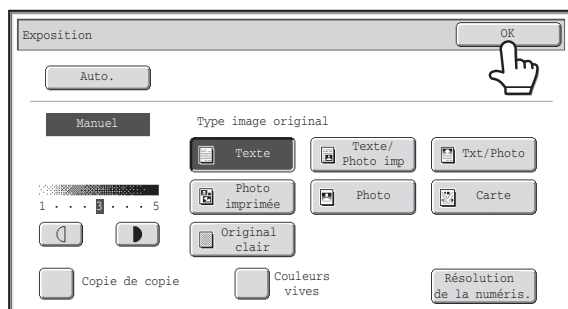 Exposition
OK
Auto.
Manuel
Type image original
Texte
Texte/
Photo imp
Txt/Photo
Photo
imprimée
Photo
Carte
1 · · · 3 · · · 5
Original
clair
Copie de copie
Couleurs
vives
Résolution
de la numéris.